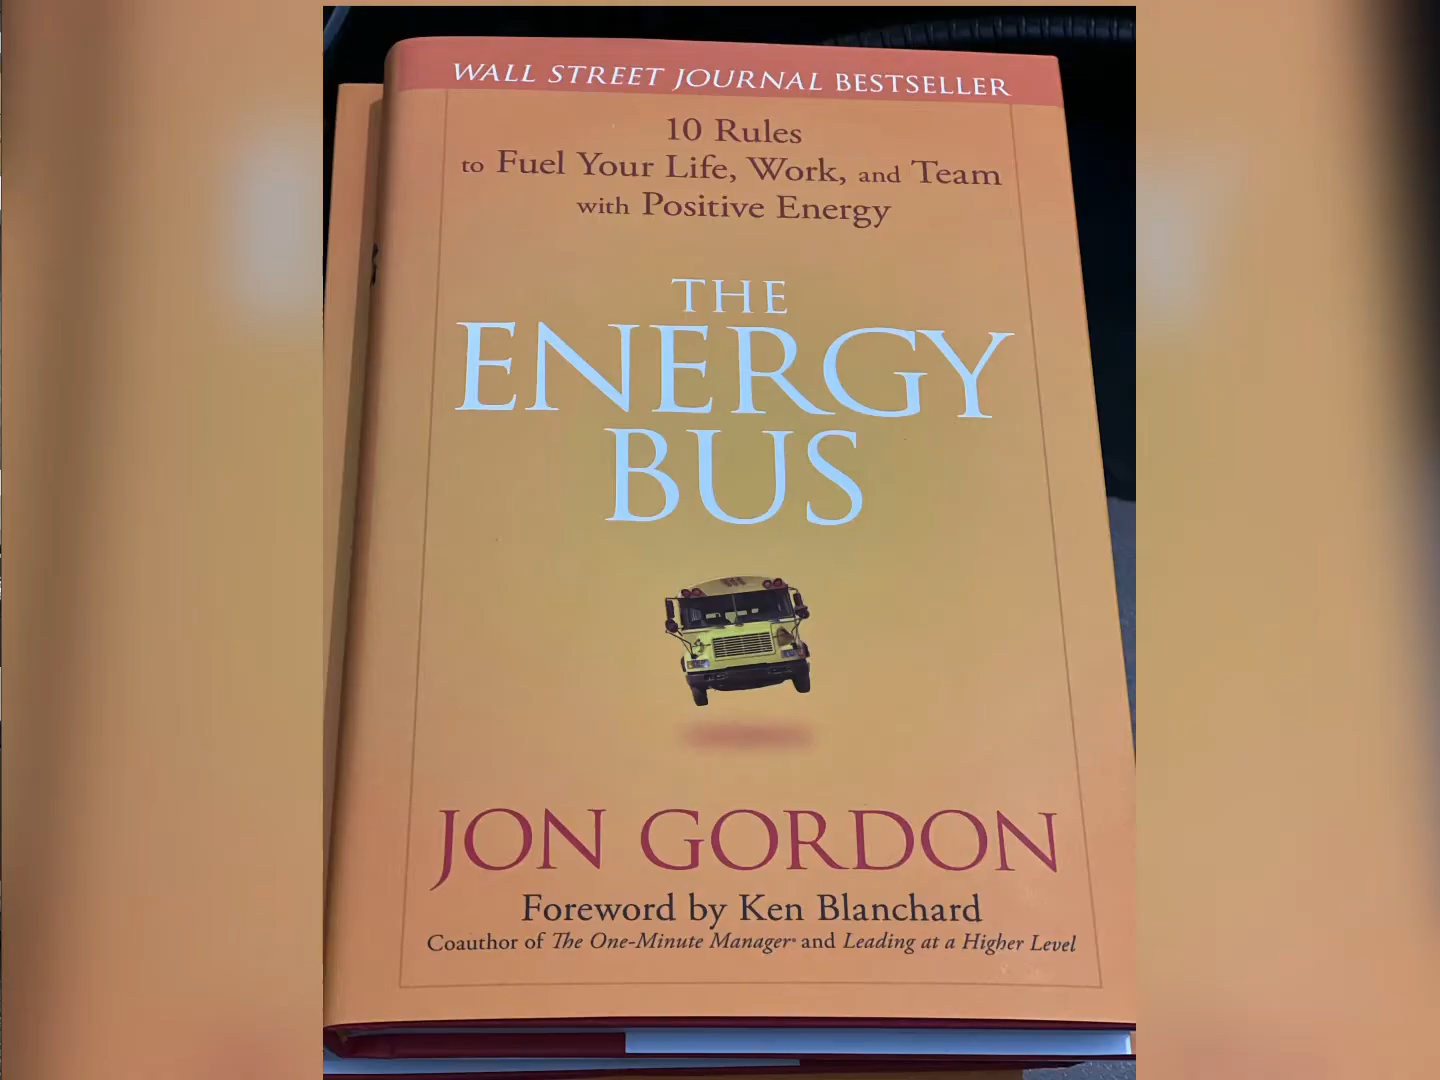 WALL STREET JOURNAL BESTSELLER
10 Rules
to Fuel Your Life, Work, and Team
with Positive Energy
THE
ENERGY
BUS
JON GORDON
Foreword by Ken Blanchard
Coauthor of The One-Minute Manager® and Leading at a Higher Level